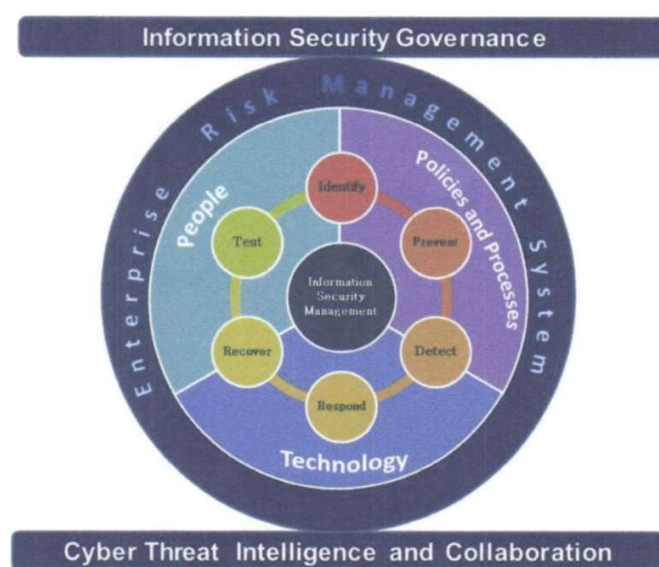 Information Security Governance
Enterprise Risk Management System
People
Policies and Processes
Identify
Test
Prevent
Information
Security
Management
Recover
Detect
Respond
Technology
Cyber Threat Intelligence and Collaboration